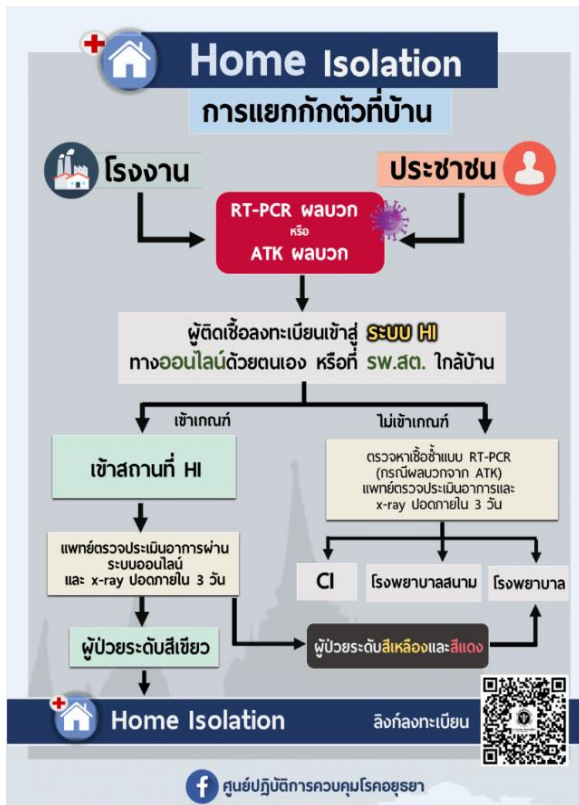 Home Isolation
การแยกกักตัวที่บ้าน
โรงงาน
ประชาชน
RT-PCR ผลบวก
หรือ
ATK ผลบวก
ผู้ติดเชื้อลงทะเบียนเข้าสู่ ระบบ HI
ทางออนไลน์ด้วยตนเอง หรือที่ รพ.สต. ใกล้บ้าน
เข้าเกณฑ์
ไม่เข้าเกณฑ์
เข้าสถานที่ HI
ตรวจหาเชื้อซ้ำแบบ RT-PCR
(กรณีผลบวกจาก ATK)
แพทย์ตรวจประเมินอาการและ
x-ray ปอดภายใน 3 วัน
แพทย์ตรวจประเมินอาการผ่าน
ระบบออนไลน์
และ x-ray ปอดภายใน 3 วัน
CI
โรงพยาบาลสนาม
โรงพยาบาล
ผู้ป่วยระดับสีเขียว
ผู้ป่วยระดับสีเหลืองและสีแดง
Home Isolation
ลิงก์ลงทะเบียน
ศูนย์ปฏิบัติการควบคุมโรคอยุธยา